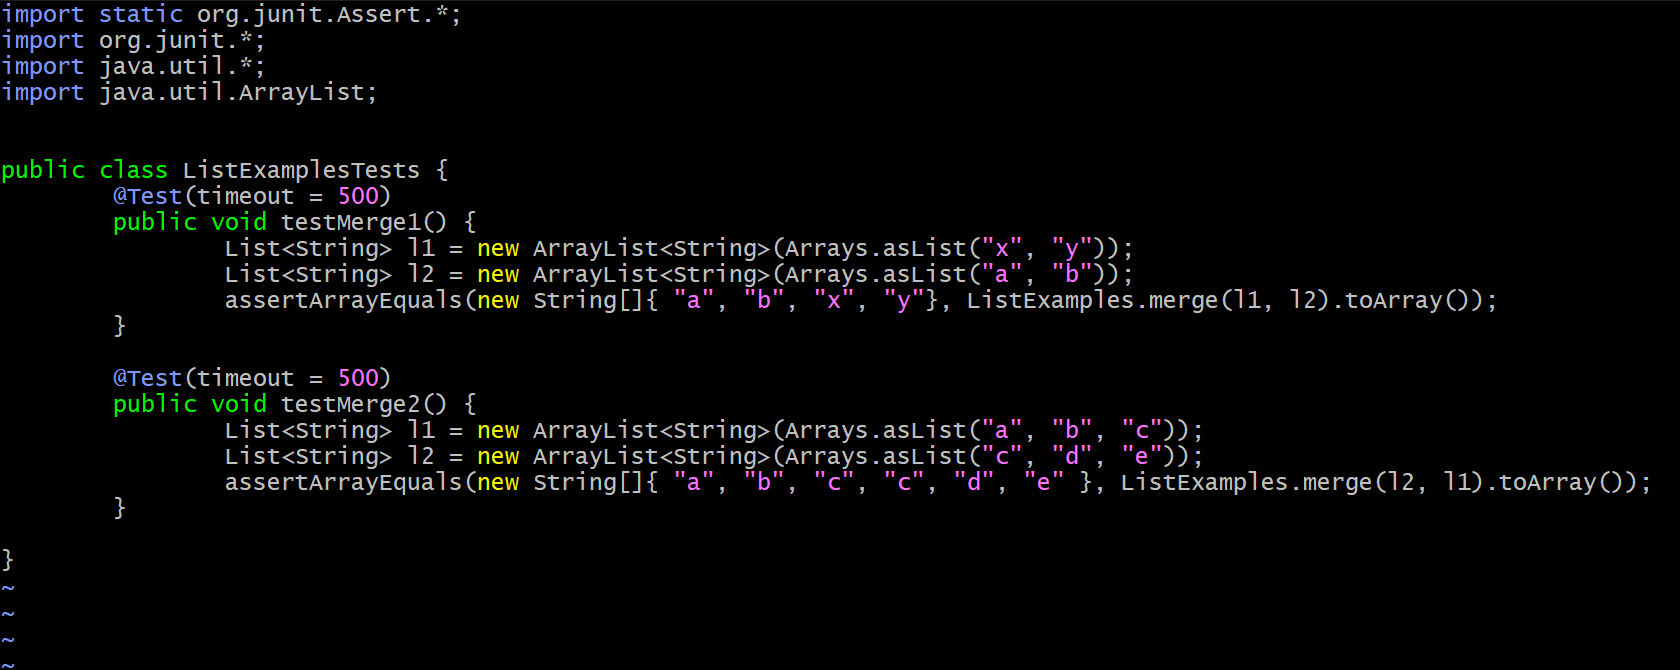 import static org.junit.Assert.*;
import org.junit.*;
import java.util.*;
import java.util.ArrayList;


public class ListExamplesTests {
        @Test(timeout = 500)
        public void testMerge1() {
                List<String> l1 = new ArrayList<String>(Arrays.asList("x", "y"));
                List<String> l2 = new ArrayList<String>(Arrays.asList("a", "b"));
                assertArrayEquals(new String[]{ "a", "b", "x", "y"}, ListExamples.merge(l1, l2).toArray());
        }

        @Test(timeout = 500)
        public void testMerge2() {
                List<String> l1 = new ArrayList<String>(Arrays.asList("a", "b", "c"));
                List<String> l2 = new ArrayList<String>(Arrays.asList("c", "d", "e"));
                assertArrayEquals(new String[]{ "a", "b", "c", "c", "d", "e" }, ListExamples.merge(l2, l1).toArray());
        }

}
~
~
~
~